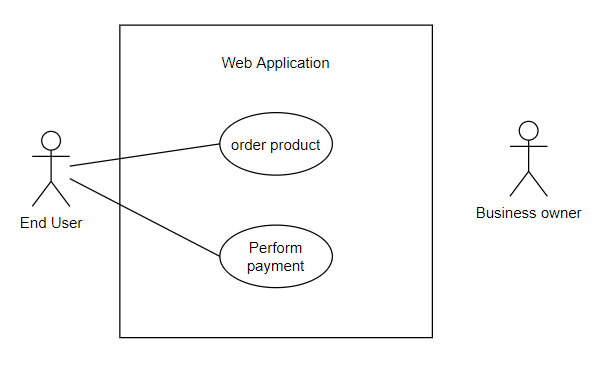 Web Application
order product
End User
Business owner
Perform
payment